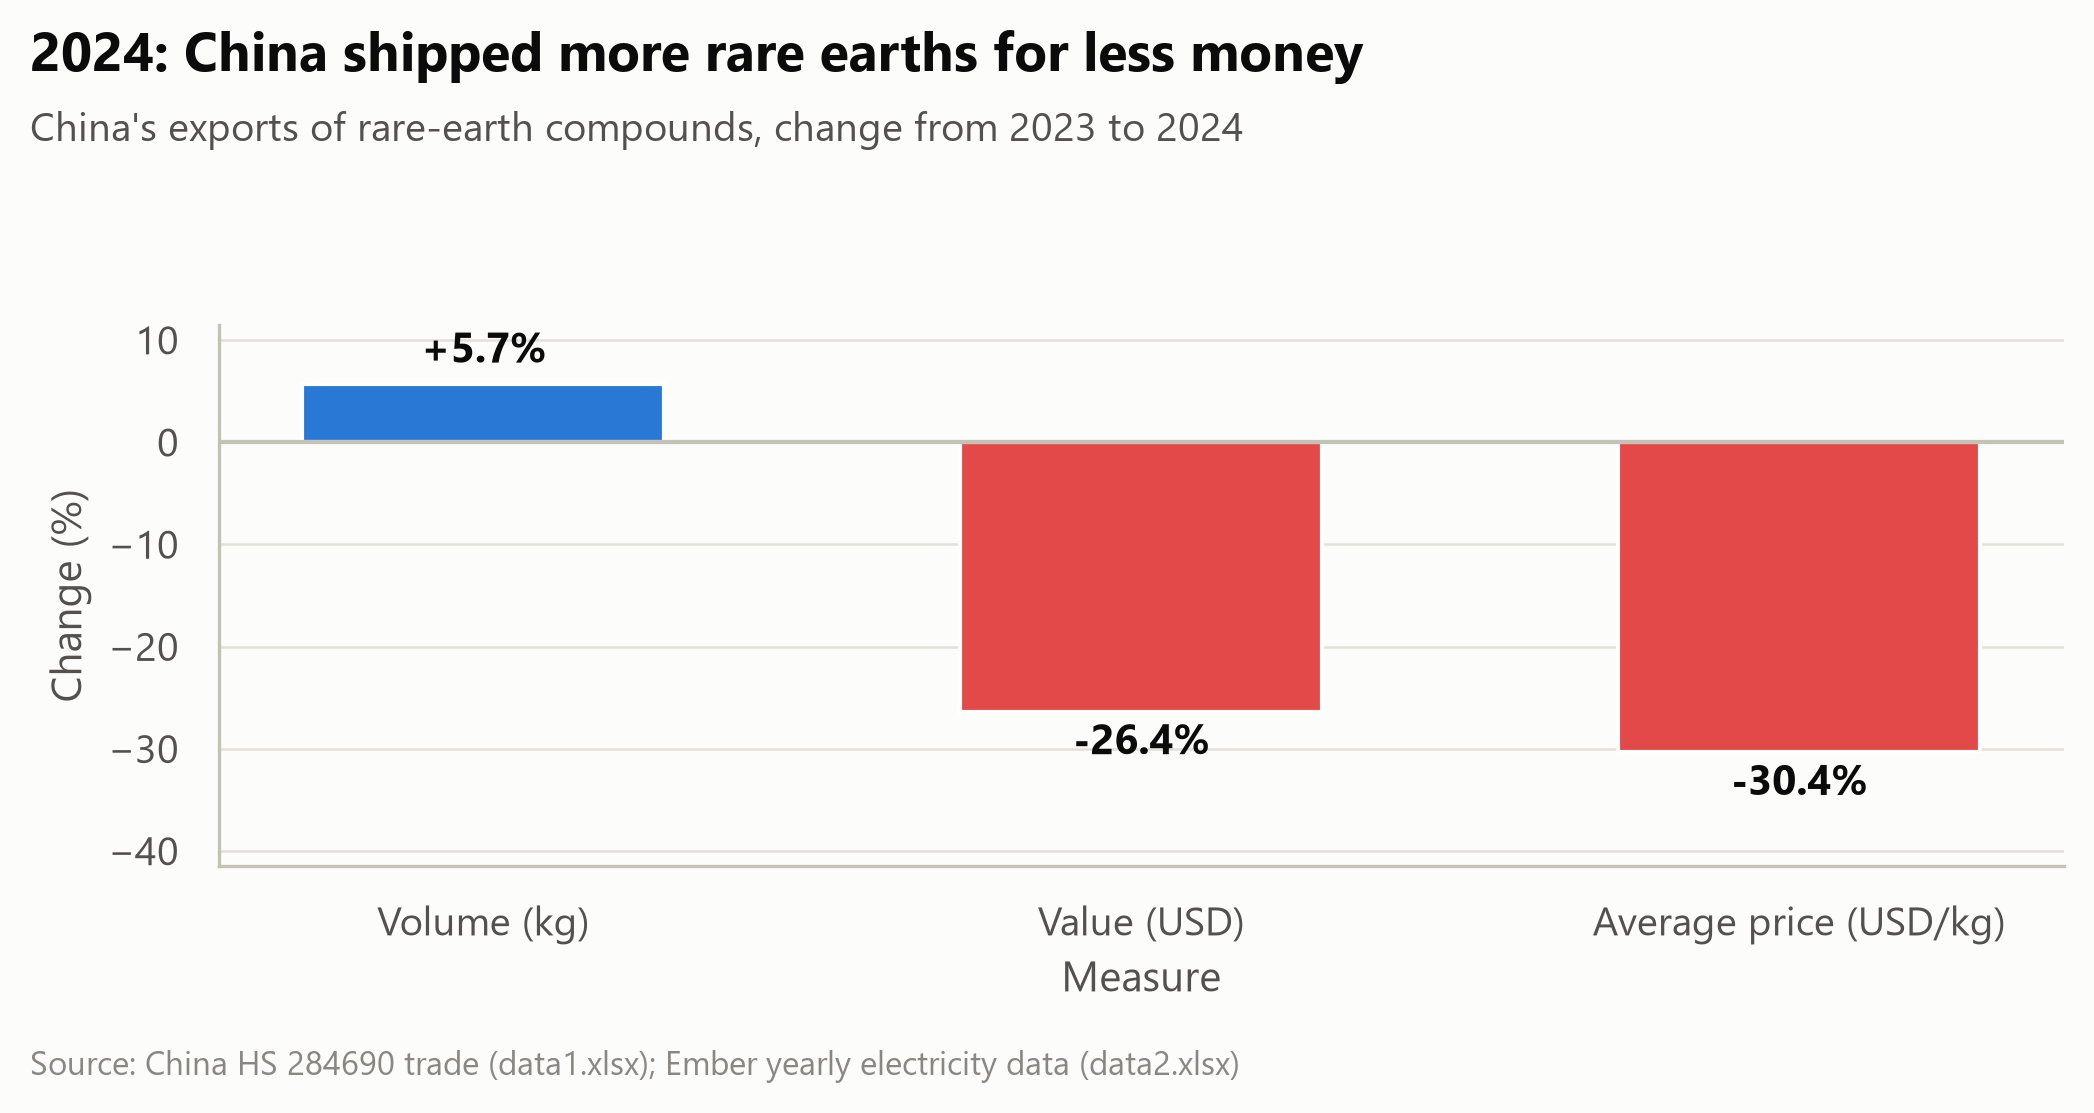 2024: China shipped more rare earths for less money
China's exports of rare-earth compounds, change from 2023 to 2024
10
0
−10
−20
−30
−40
Change (%)
+5.7%
-26.4%
-30.4%
Volume (kg)
Value (USD)
Average price (USD/kg)
Measure
Source: China HS 284690 trade (data1.xlsx); Ember yearly electricity data (data2.xlsx)